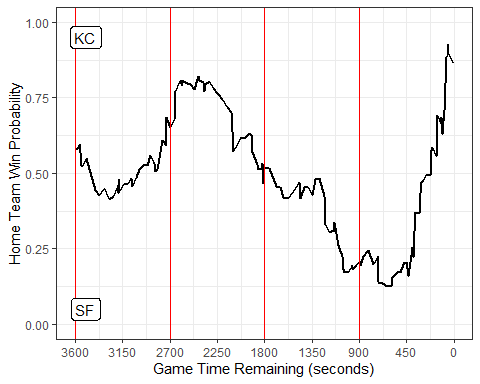 1.00
KC
0.75
Home Team Win Probability
0.50
0.25
SF
0.00
3600 3150 2700 2250 1800 1350 900 450 0
Game Time Remaining (seconds)